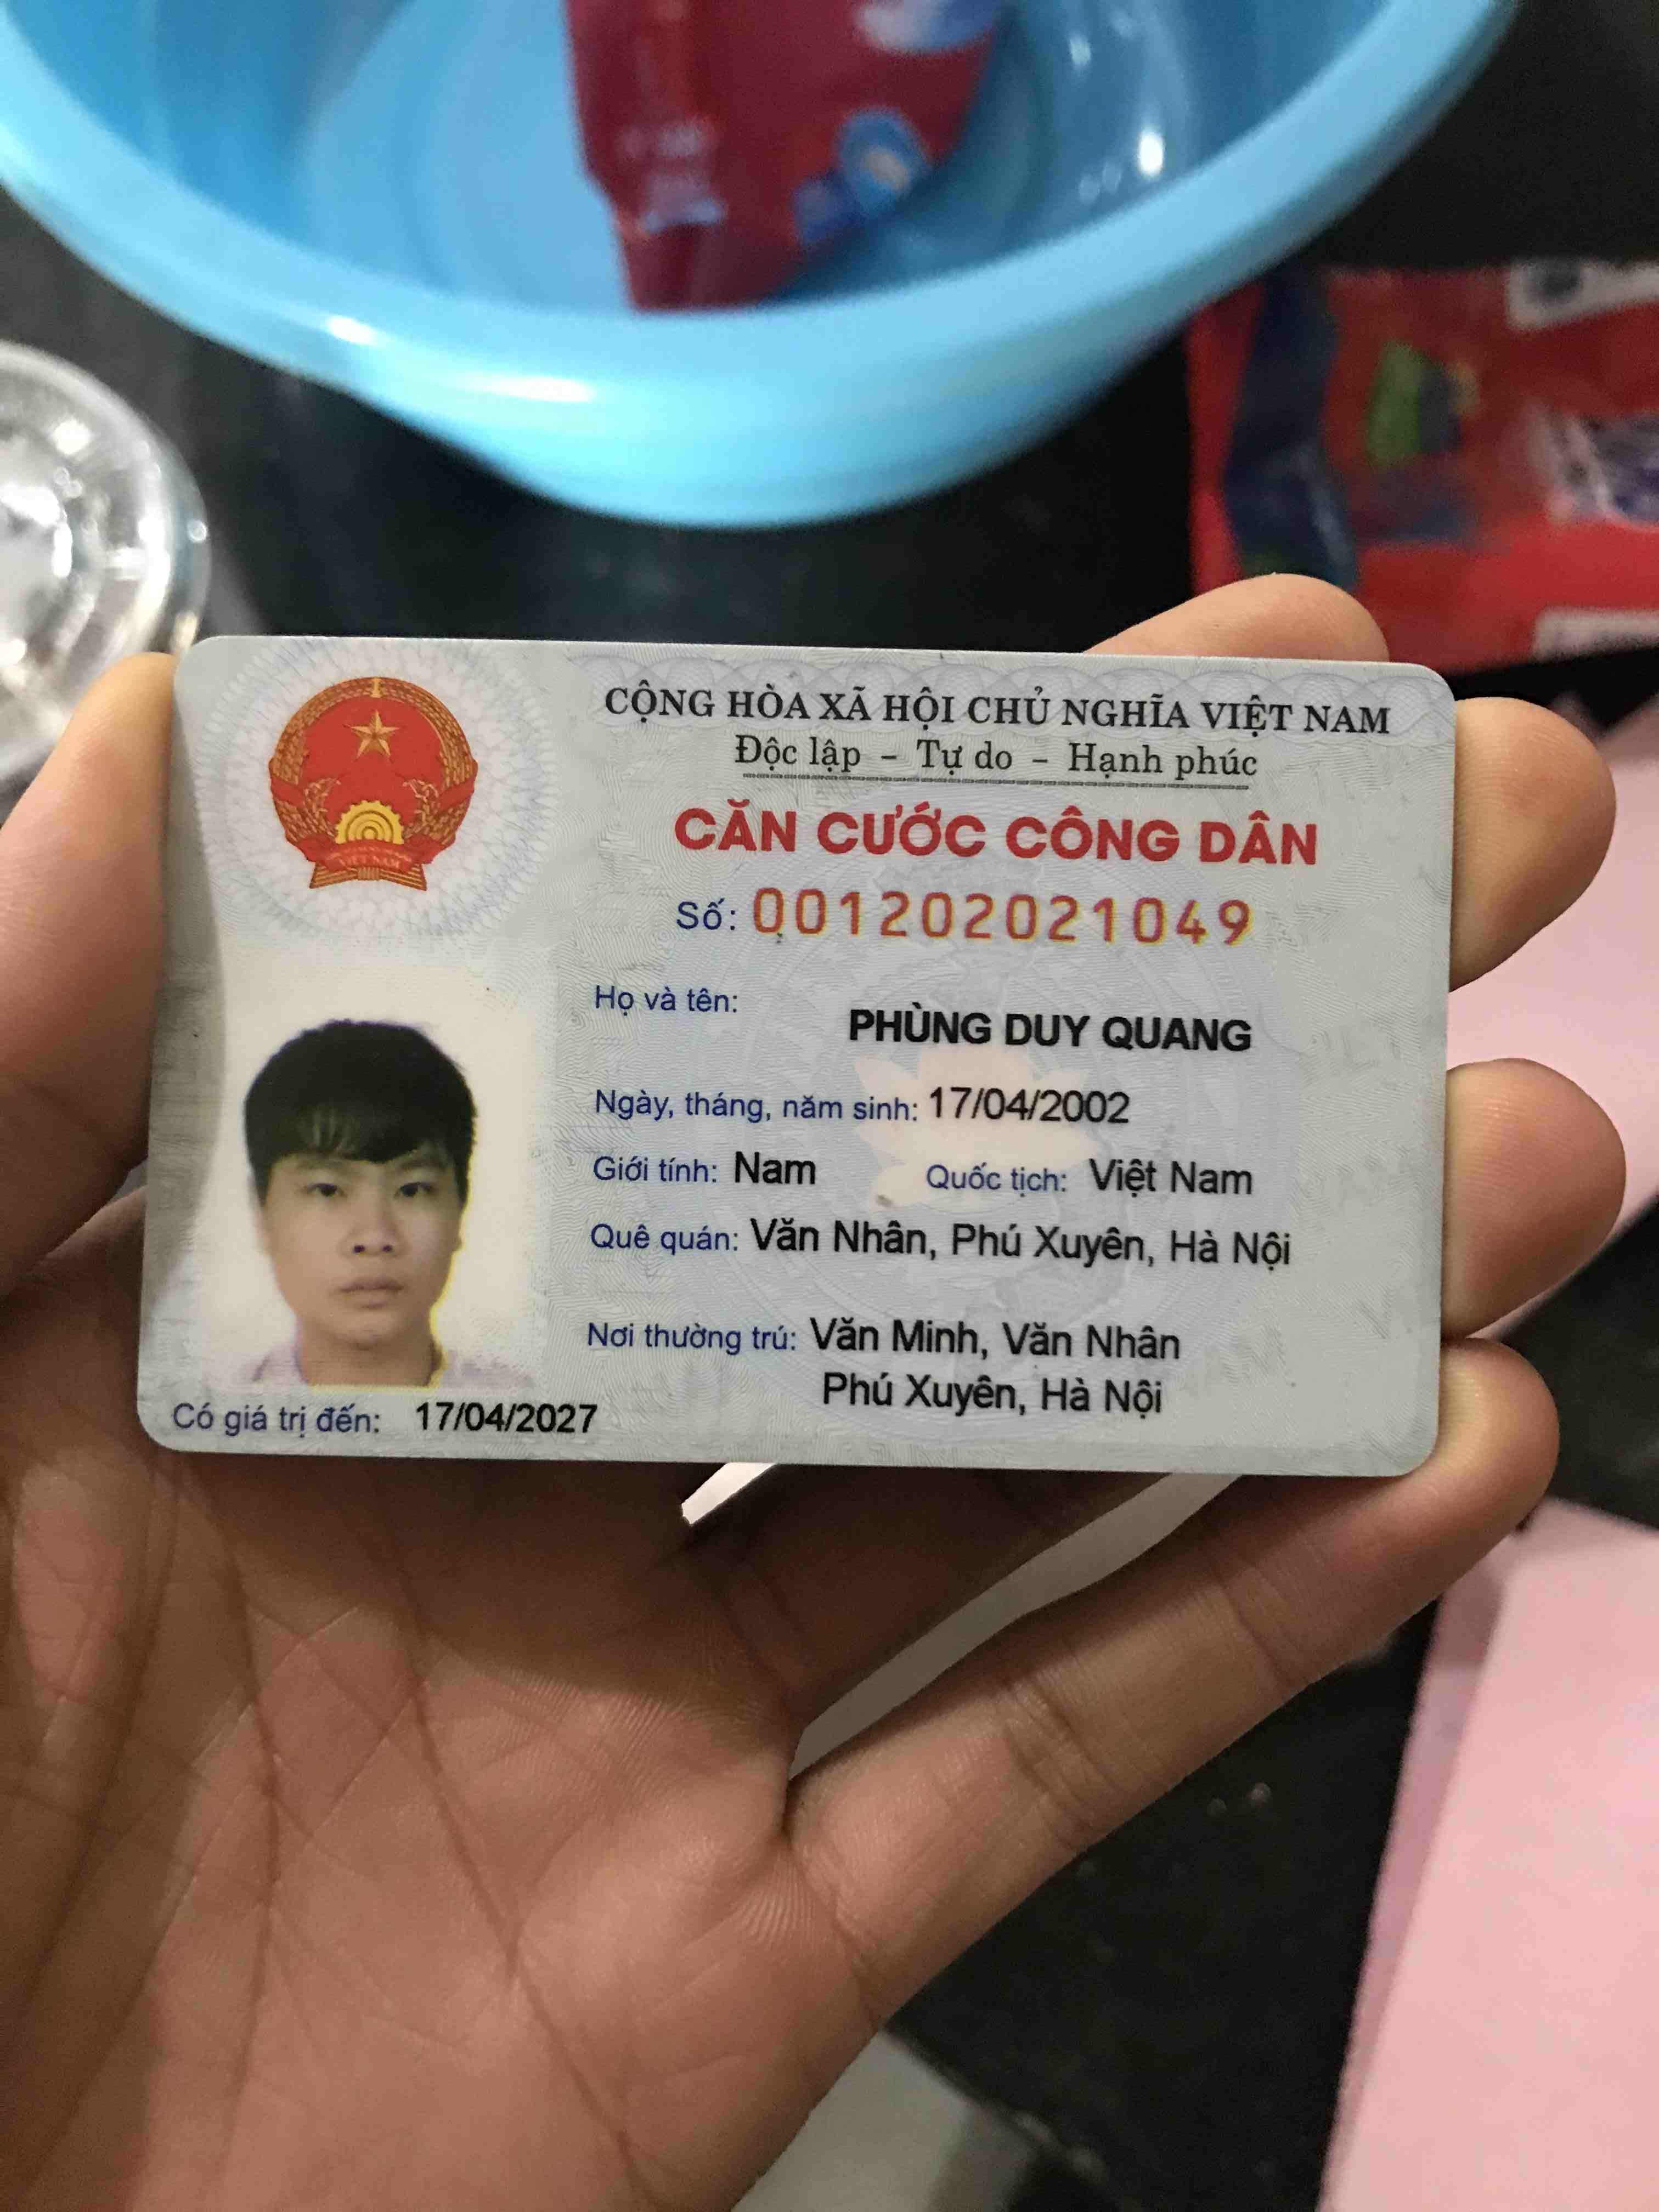 CỘNG HÒA XÃ HỘI CHỦ NGHĨA VIỆT NAM
Độc lập - Tự do - Hạnh phúc
CĂN CƯỚC CÔNG DÂN
Số: 001202021049
Họ và tên: PHÙNG DUY QUANG
Ngày, tháng, năm sinh: 17/04/2002
Giới tính: Nam Quốc tịch: Việt Nam
Quê quán: Văn Nhân, Phú Xuyên, Hà Nội
Nơi thường trú: Văn Minh, Văn Nhân
Phú Xuyên, Hà Nội
Có giá trị đến: 17/04/2027
VIỆT NAM